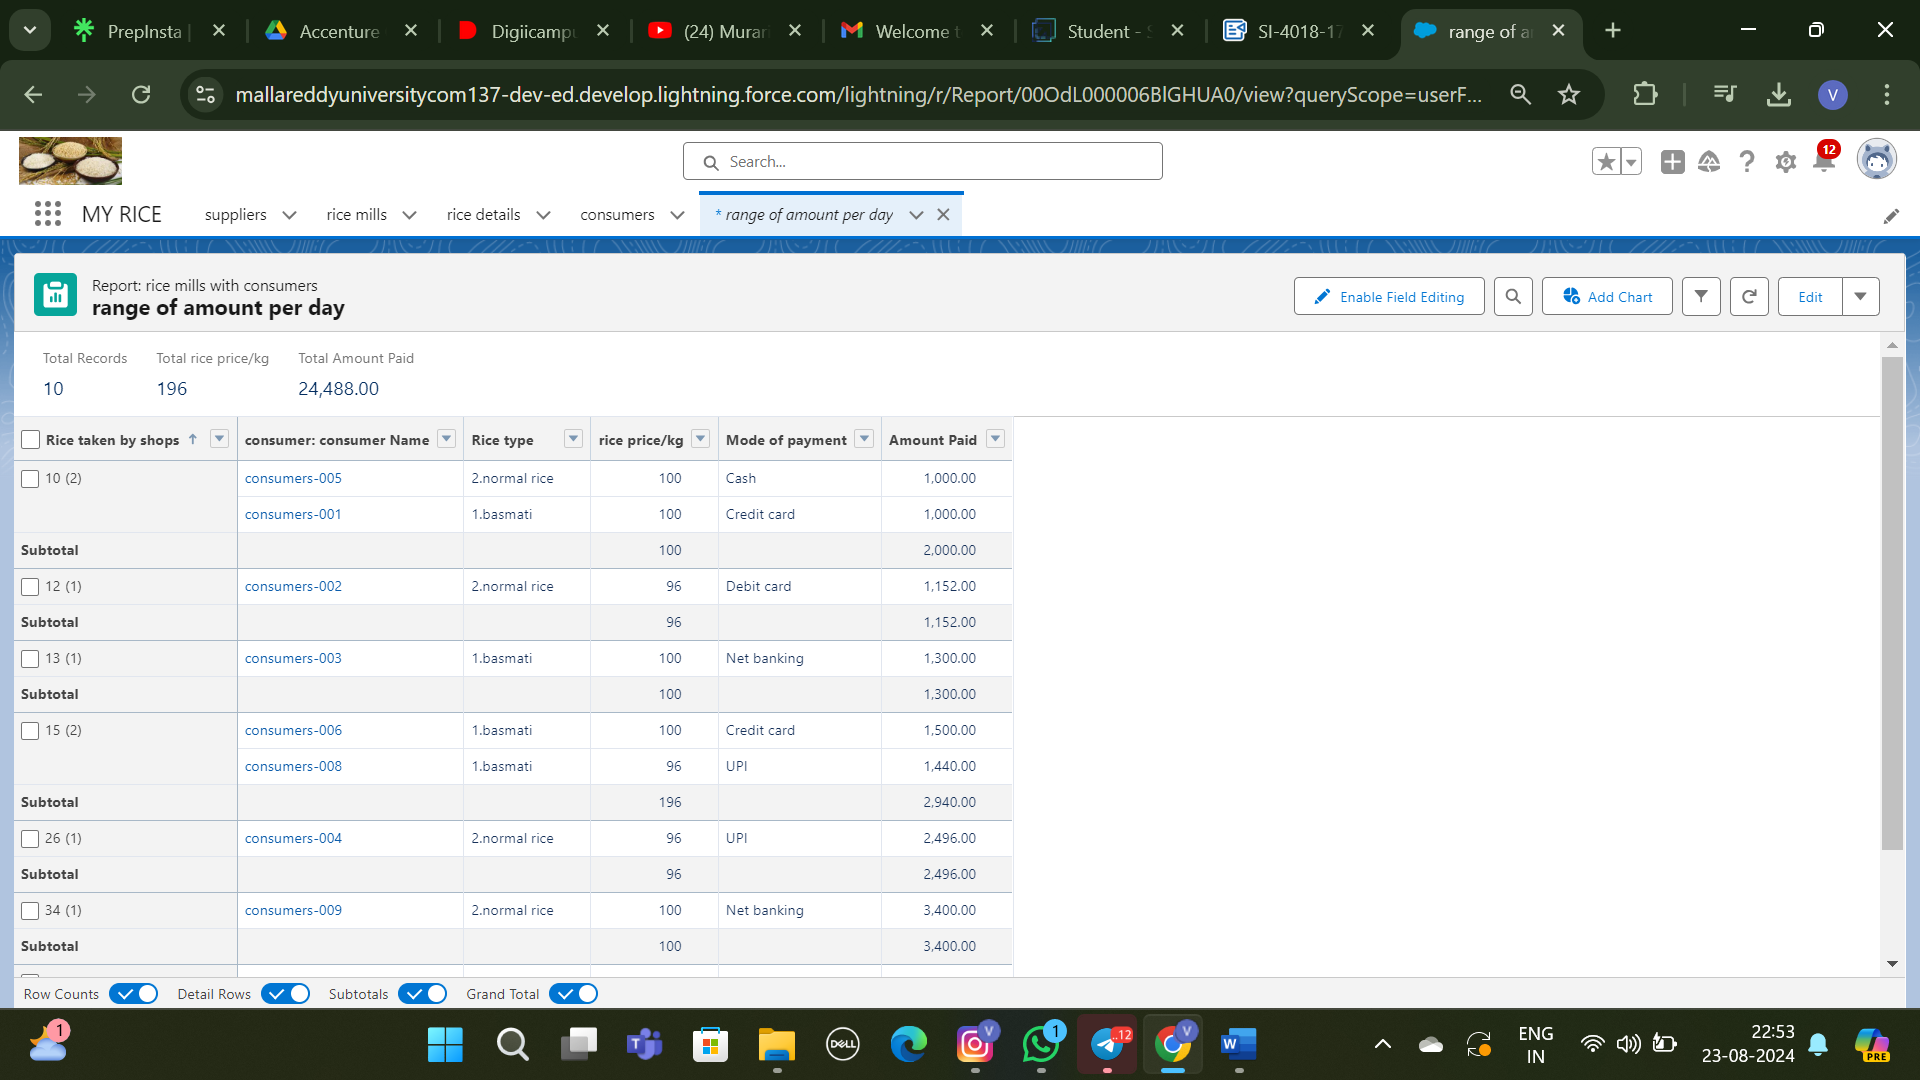 PrepInsta |
Accenture
Digiicampu
(24) Murar
Welcome t
Student - S
SI-4018-17
range of a
mallareddyuniversitycom137-dev-ed.develop.lightning.force.com/lightning/r/Report/00OdL000006BlGHUA0/view?queryScope=userF...
V
Search...
12
MY RICE
suppliers
rice mills
rice details
consumers
* range of amount per day
Report: rice mills with consumers
range of amount per day
Enable Field Editing
Add Chart
Edit
Total Records Total rice price/kg Total Amount Paid
10 196 24,488.00
Rice taken by shops ↑ consumer: consumer Name Rice type rice price/kg Mode of payment Amount Paid
10 (2) consumers-005 2.normal rice 100 Cash 1,000.00
consumers-001 1.basmati 100 Credit card 1,000.00
Subtotal 100 2,000.00
12 (1) consumers-002 2.normal rice 96 Debit card 1,152.00
Subtotal 96 1,152.00
13 (1) consumers-003 1.basmati 100 Net banking 1,300.00
Subtotal 100 1,300.00
15 (2) consumers-006 1.basmati 100 Credit card 1,500.00
consumers-008 1.basmati 96 UPI 1,440.00
Subtotal 196 2,940.00
26 (1) consumers-004 2.normal rice 96 UPI 2,496.00
Subtotal 96 2,496.00
34 (1) consumers-009 2.normal rice 100 Net banking 3,400.00
Subtotal 100 3,400.00
Row Counts Detail Rows Subtotals Grand Total
1
T
DELL
V
1
..12
V
W
ENG
IN
22:53
23-08-2024
PRE